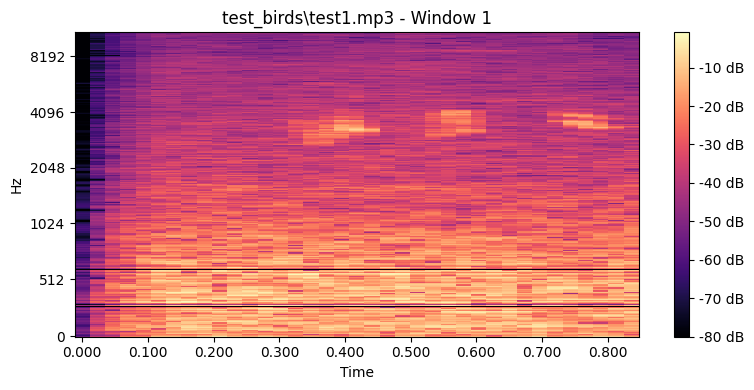 test_birds\test1.mp3 - Window 1
8192
4096
2048
1024
512
0
Hz
0.000 0.100 0.200 0.300 0.400 0.500 0.600 0.700 0.800
Time
-10 dB
-20 dB
-30 dB
-40 dB
-50 dB
-60 dB
-70 dB
-80 dB